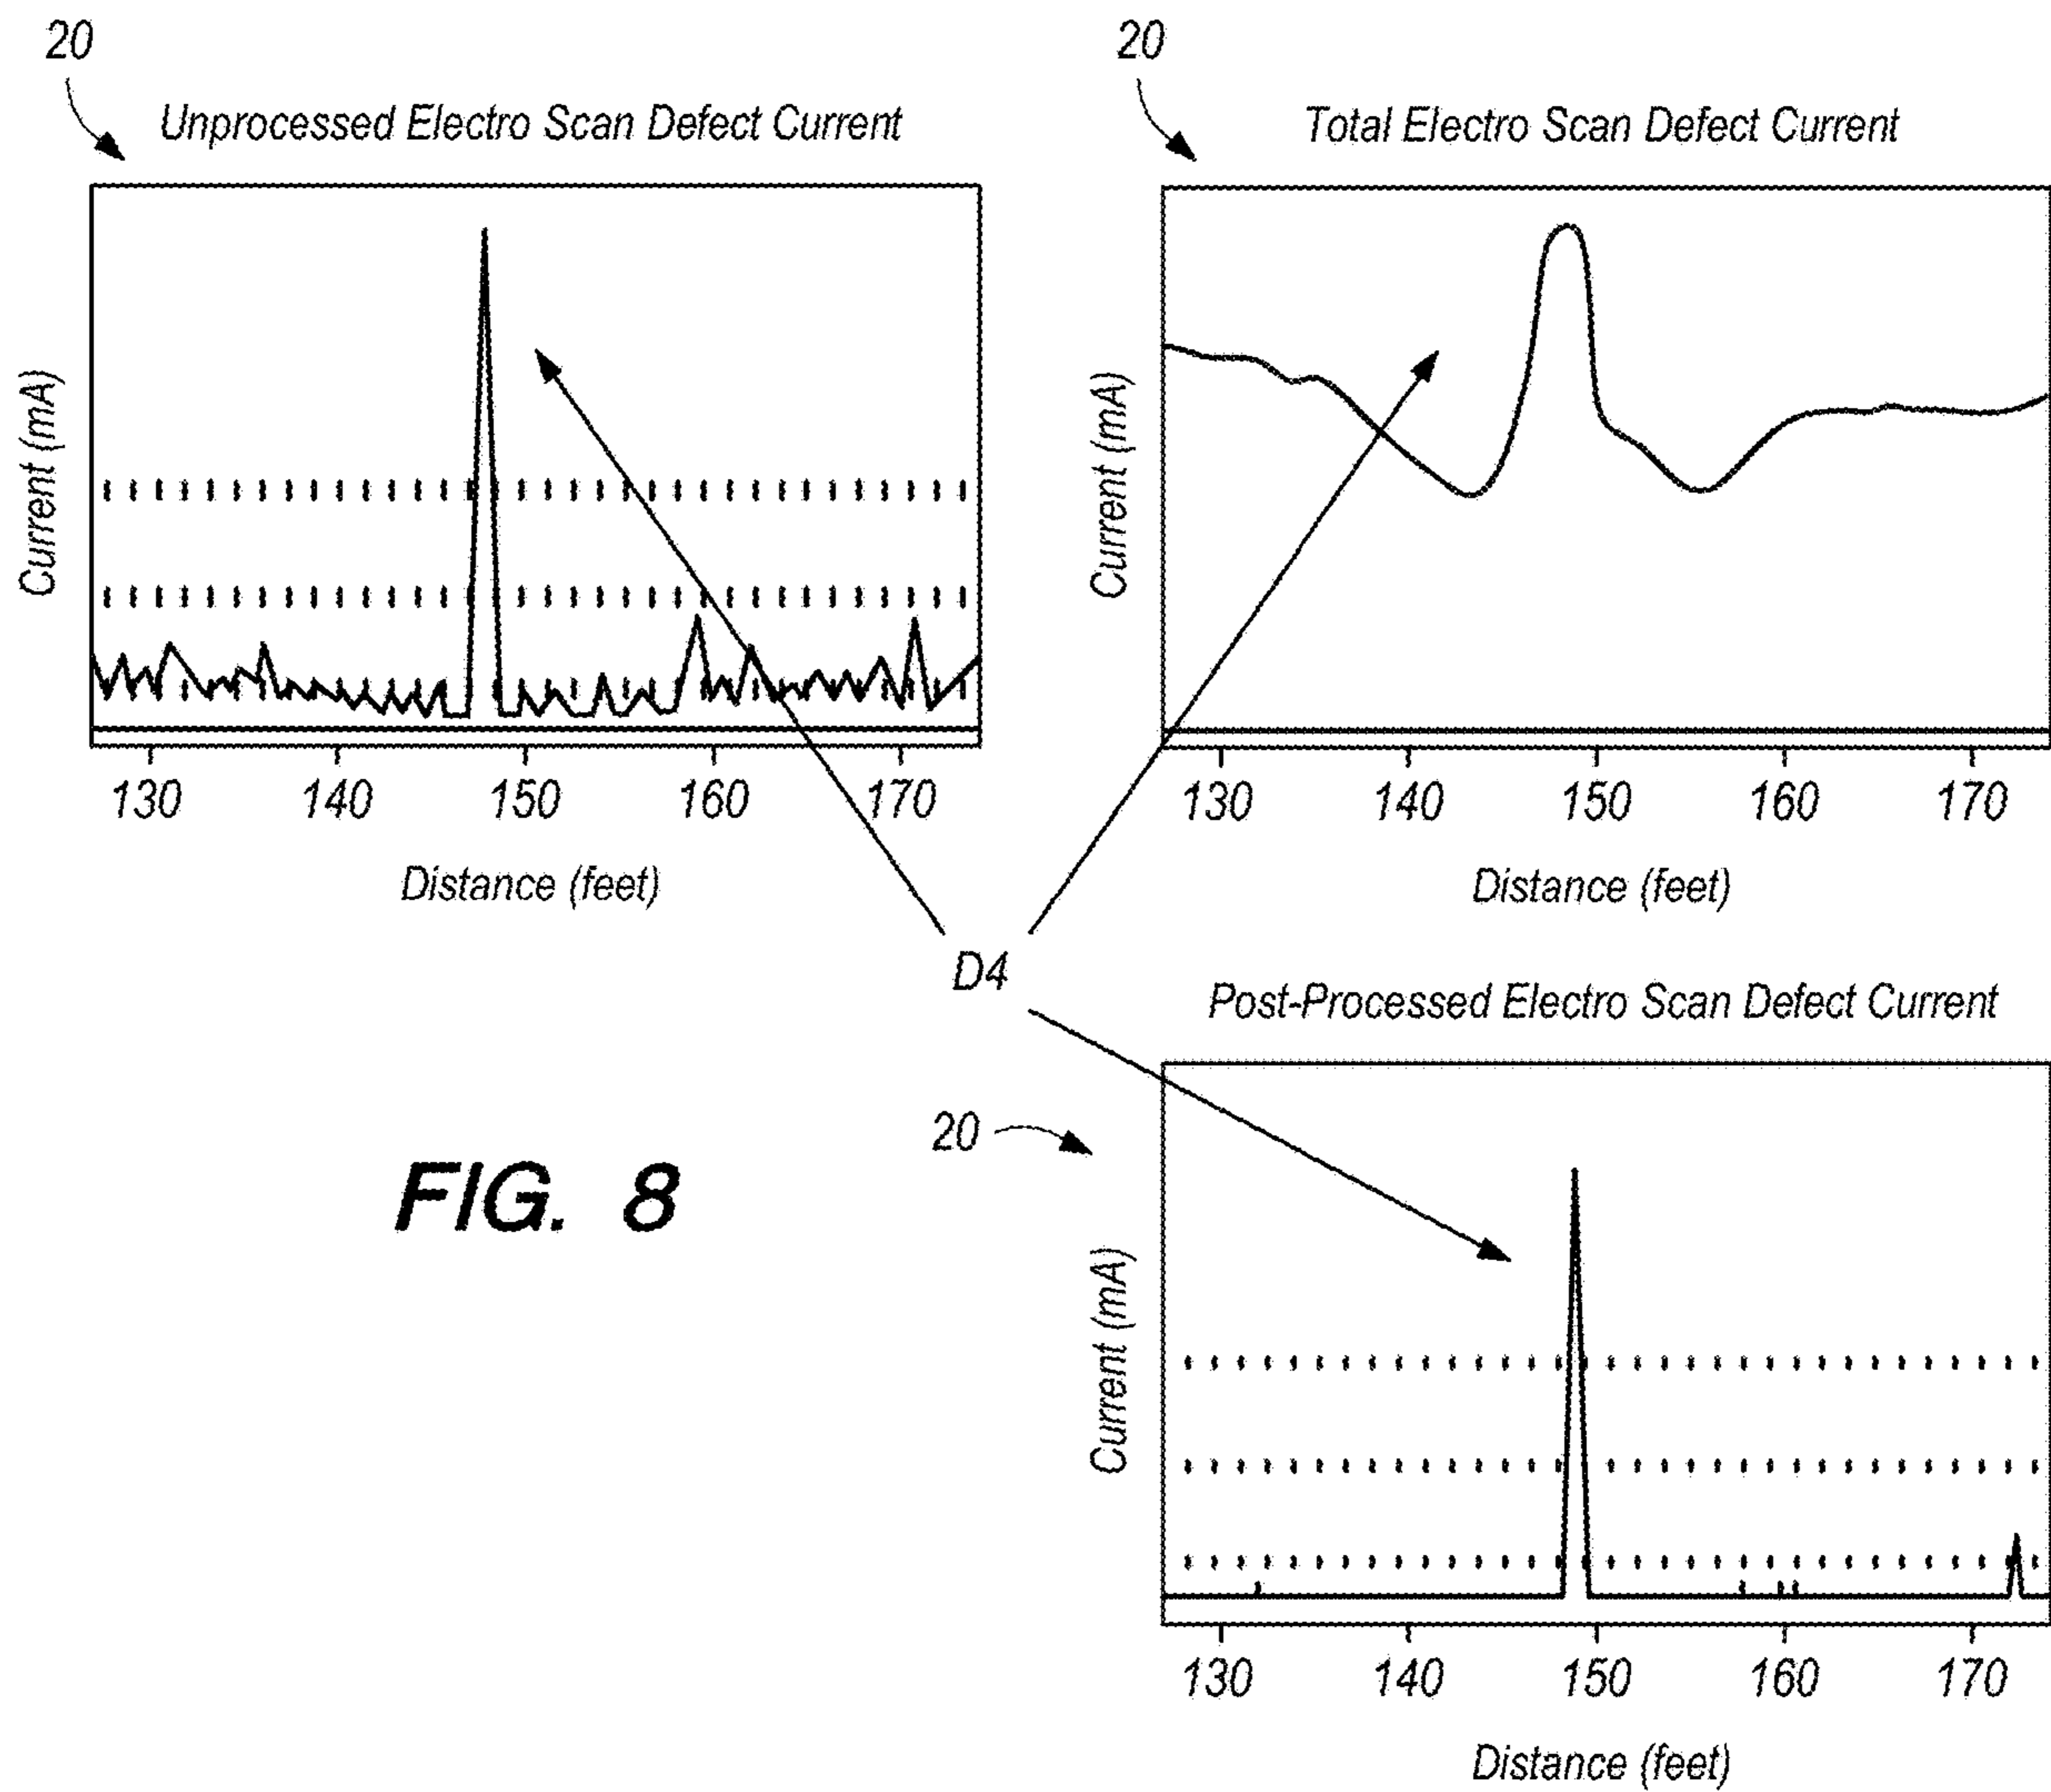 20
Unprocessed Electro Scan Defect Current
Current (mA)
130 140 150 160 170
Distance (feet)
20
Total Electro Scan Defect Current
Current (mA)
130 140 150 160 170
Distance (feet)
D4
Post-Processed Electro Scan Defect Current
20
Current (mA)
130 140 150 160 170
Distance (feet)
FIG. 8